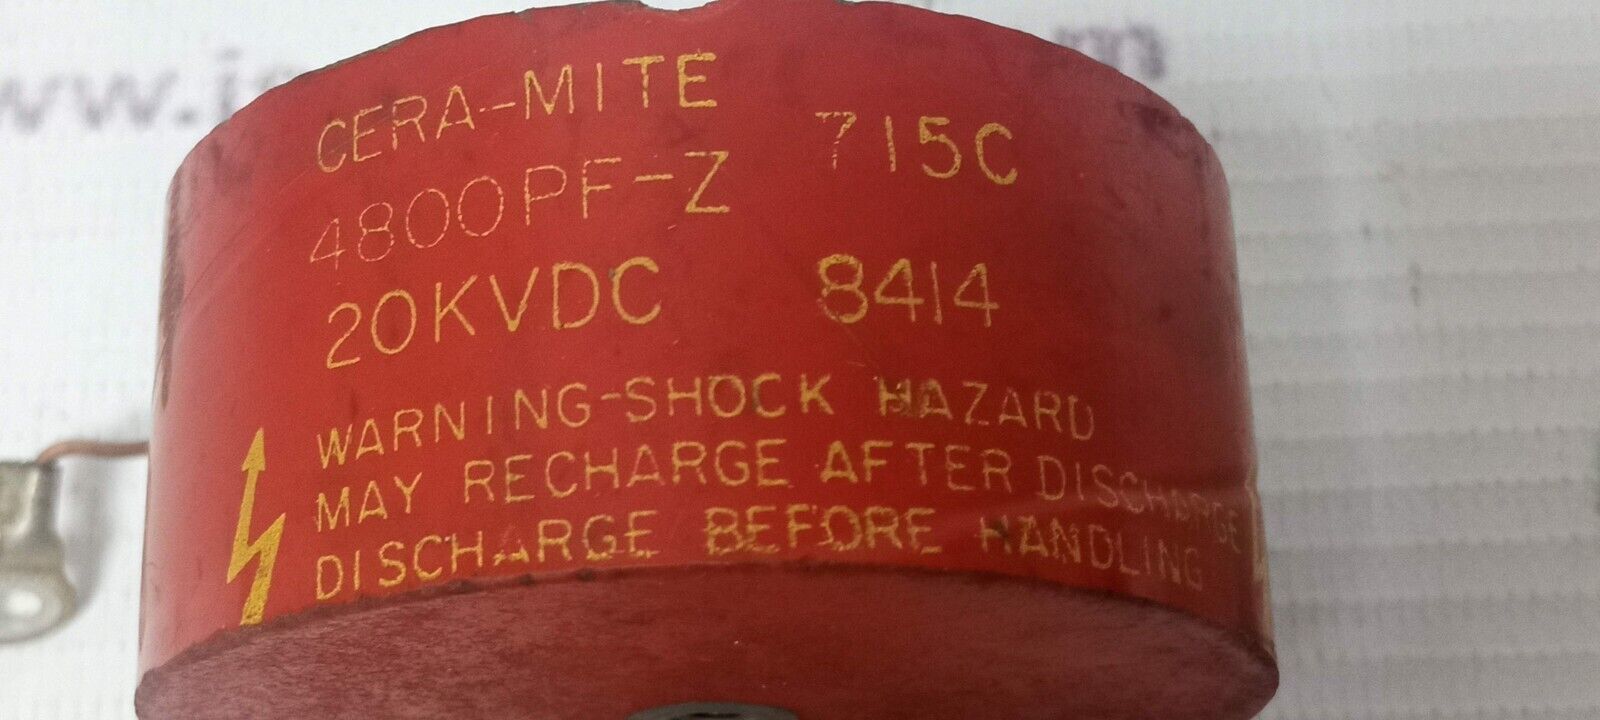 CERA-MITE
4800PF-Z 715C
20KVDC 8414
WARNING-SHOCK HAZARD
MAY RECHARGE AFTER DISCHARGE
DISCHARGE BEFORE HANDLING